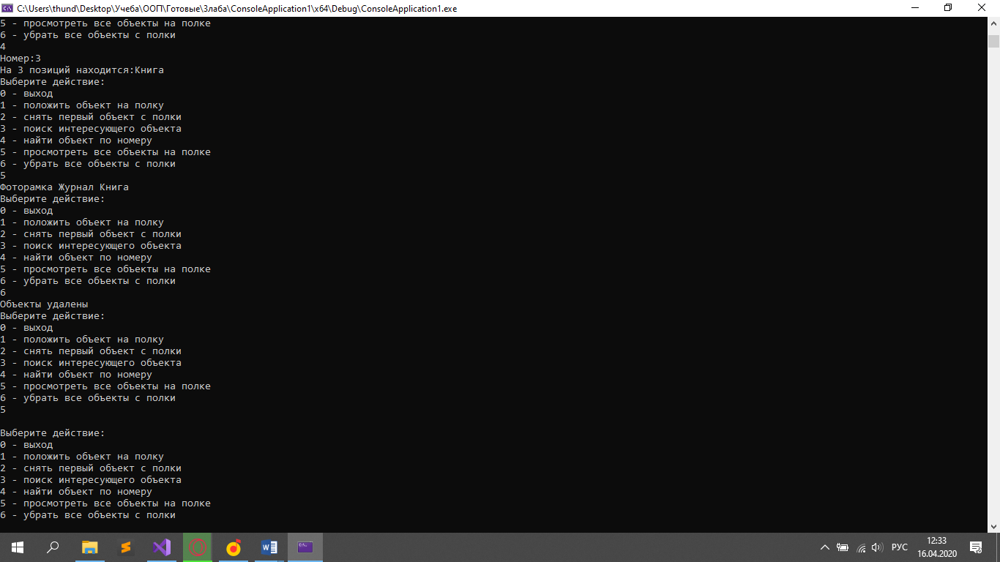 C:\Users\thund\Desktop\Учеба\ООП\Готовые\3лаба\ConsoleApplication1\x64\Debug\ConsoleApplication1.exe
5 - просмотреть все объекты на полке
6 - убрать все объекты с полки
4
Номер:3
На 3 позиций находится:Книга
Выберите действие:
0 - выход
1 - положить объект на полку
2 - снять первый объект с полки
3 - поиск интересующего объекта
4 - найти объект по номеру
5 - просмотреть все объекты на полке
6 - убрать все объекты с полки
5
Фоторамка Журнал Книга
Выберите действие:
0 - выход
1 - положить объект на полку
2 - снять первый объект с полки
3 - поиск интересующего объекта
4 - найти объект по номеру
5 - просмотреть все объекты на полке
6 - убрать все объекты с полки
6
Объекты удалены
Выберите действие:
0 - выход
1 - положить объект на полку
2 - снять первый объект с полки
3 - поиск интересующего объекта
4 - найти объект по номеру
5 - просмотреть все объекты на полке
6 - убрать все объекты с полки
5
Выберите действие:
0 - выход
1 - положить объект на полку
2 - снять первый объект с полки
3 - поиск интересующего объекта
4 - найти объект по номеру
5 - просмотреть все объекты на полке
6 - убрать все объекты с полки
РУС
12:33
16.04.2020